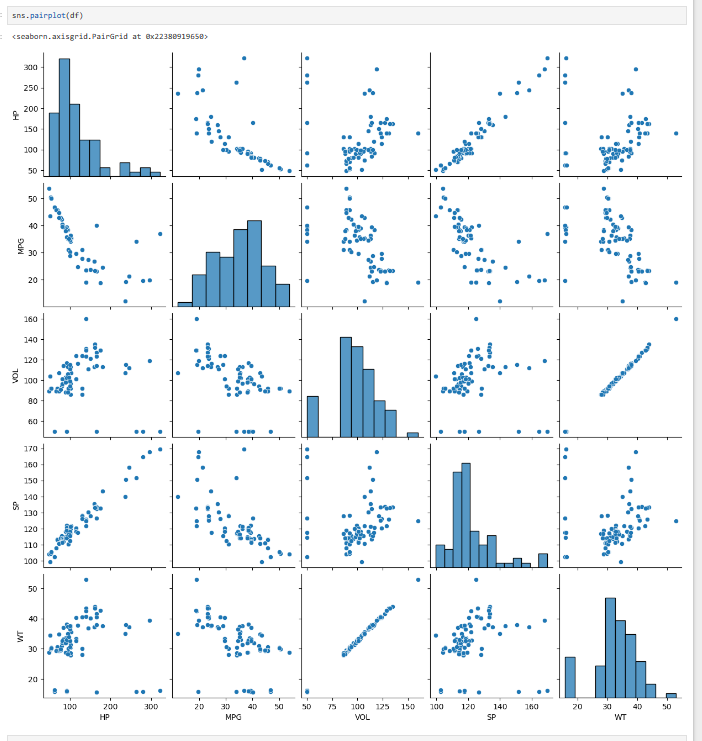 sns.pairplot(df)
<seaborn.axisgrid.PairGrid at 0x22380919650>
300
250
200
150
100
50
HP
50
40
30
20
MPG
160
140
120
100
80
60
VOL
170
160
150
140
130
120
110
100
SP
50
40
30
20
WT
100 200 300
20 30 40 50
50 75 100 125 150
100 120 140 160
20 30 40 50
HP MPG VOL SP WT